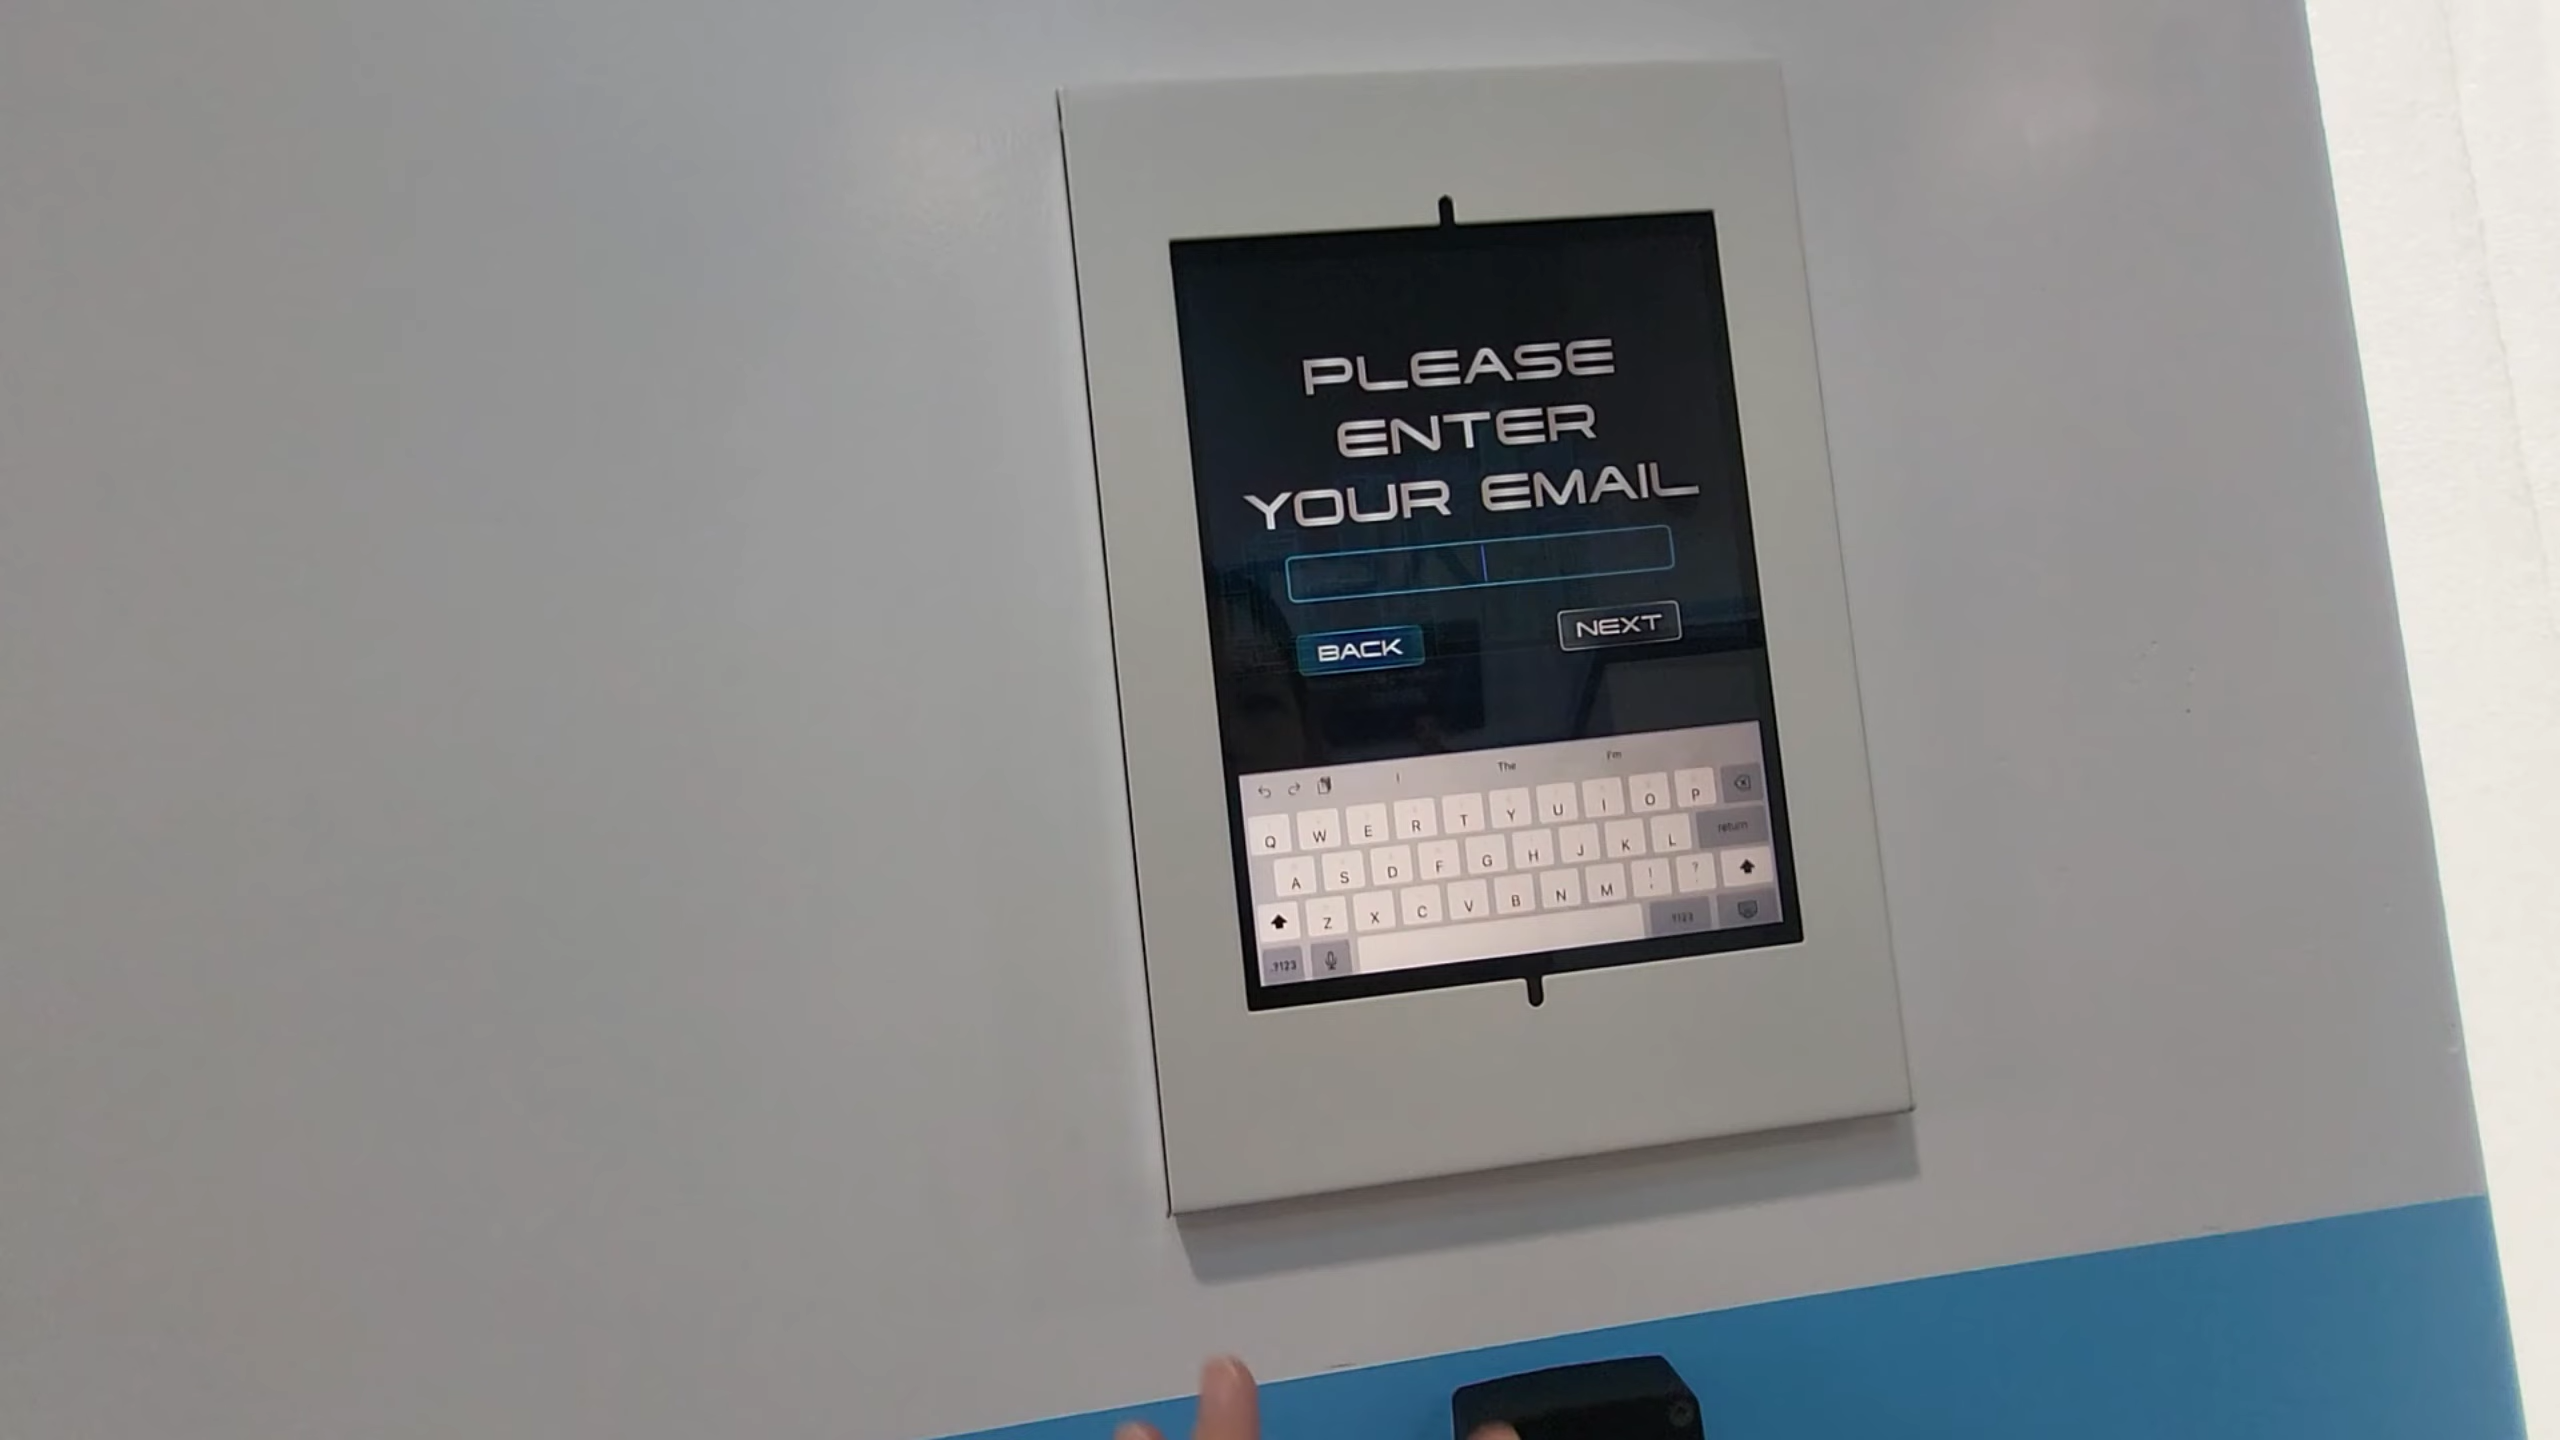 PLEASE
ENTER
YOUR EMAIL
BACK
NEXT
I The I'm
Q W E R T Y U I O P
A S D F G H J K L return
Z X C V B N M ! , ? .
.?123 .?123